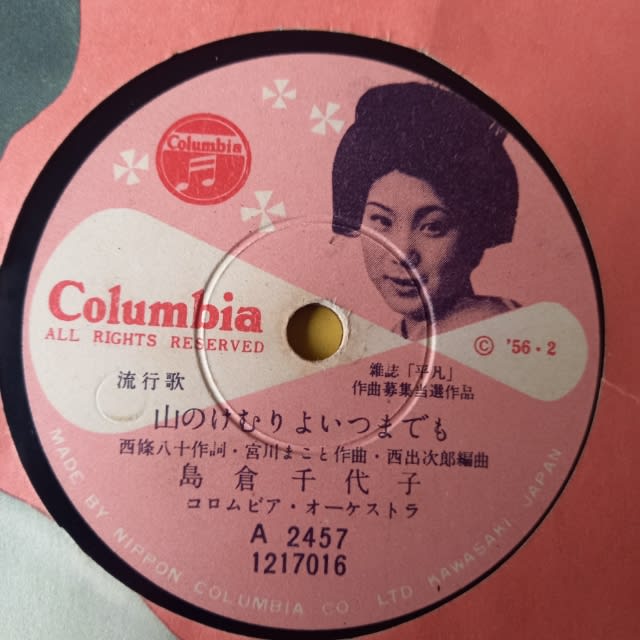 Columbia
Columbia
ALL RIGHTS RESERVED
© '56・2
流行歌
雑誌「平凡」
作曲募集当選作品
山のけむりよいつまでも
西條八十作詞・宮川まこと作曲・西出次郎編曲
島倉千代子
コロムビア・オーケストラ
A 2457
1217016
MADE BY NIPPON COLUMBIA CO. LTD KAWASAKI JAPAN